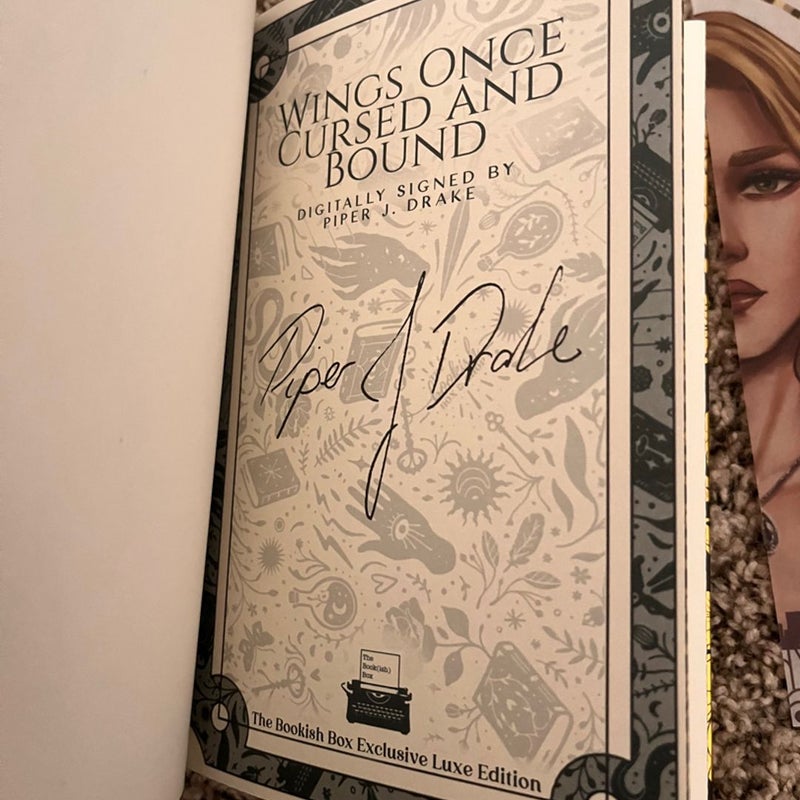 WINGS ONCE
CURSED AND
BOUND
DIGITALLY SIGNED BY
PIPER J. DRAKE
Piper J Drake
The
Book(ish)
Box
The Bookish Box Exclusive Luxe Edition